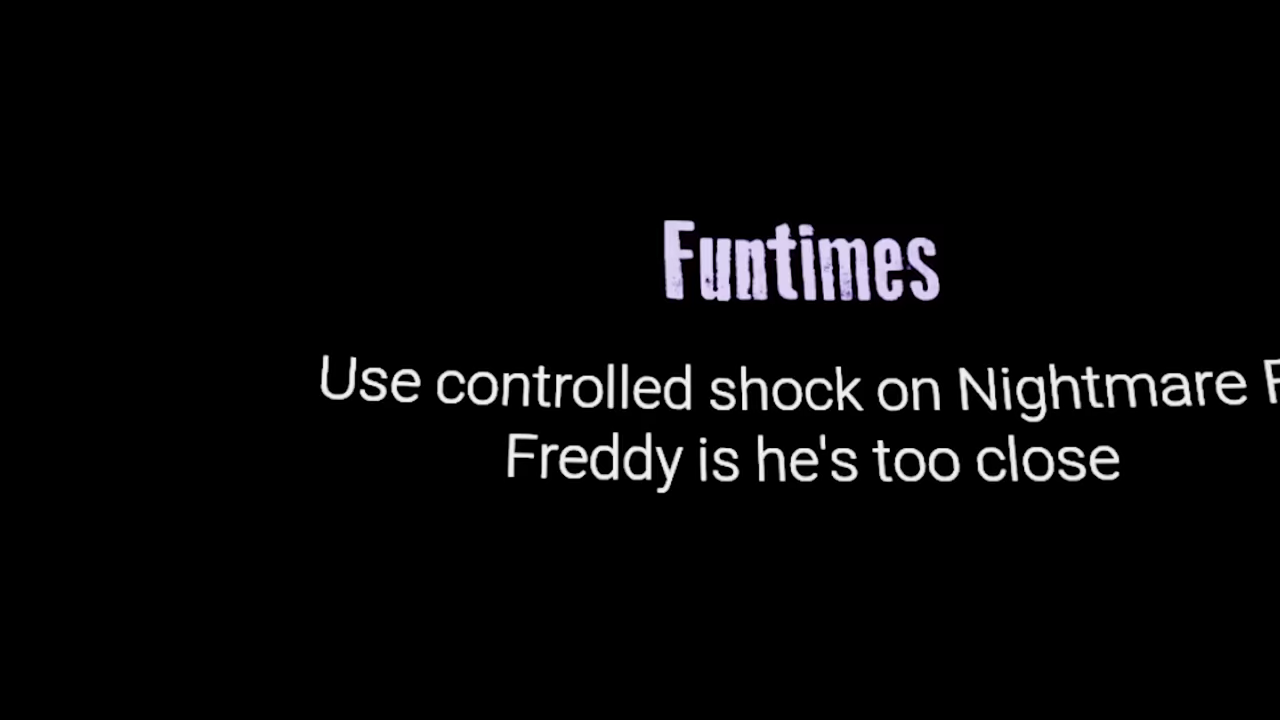 Funtimes
Use controlled shock on Nightmare F
Freddy is he's too close